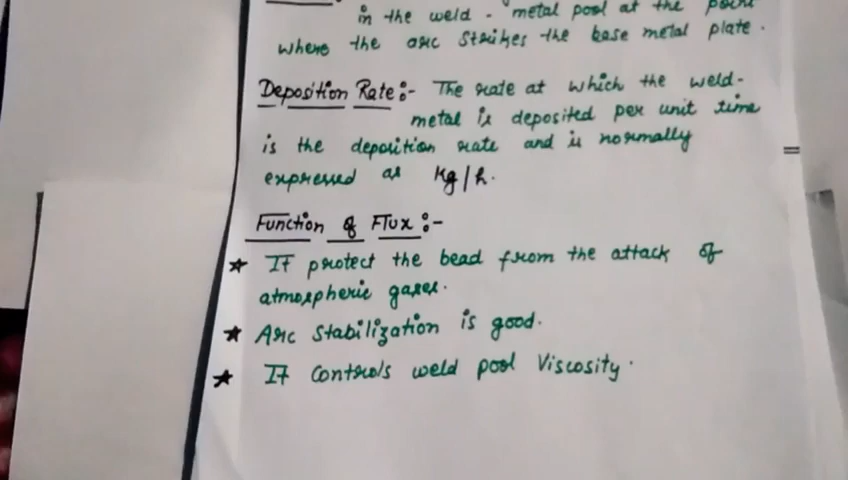 in the weld - metal pool at the point
where the arc strikes the base metal plate.
Deposition Rate:- The rate at which the weld-
metal is deposited per unit time
is the deposition rate and is normally
expressed as Kg/h.
Function of Flux:-
★ It protect the bead from the attack of
atmospheric gases.
★ Arc Stabilization is good.
★ It Controls weld pool Viscosity.